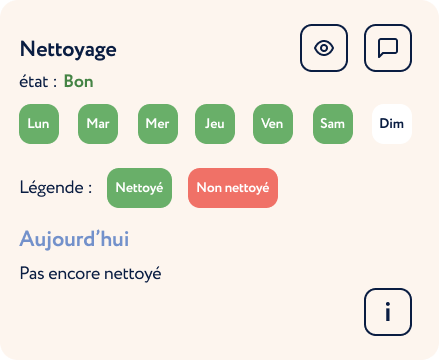 Nettoyage
état : Bon
Lun Mar Mer Jeu Ven Sam Dim
Légende : Nettoyé Non nettoyé
Aujourd'hui
Pas encore nettoyé
i